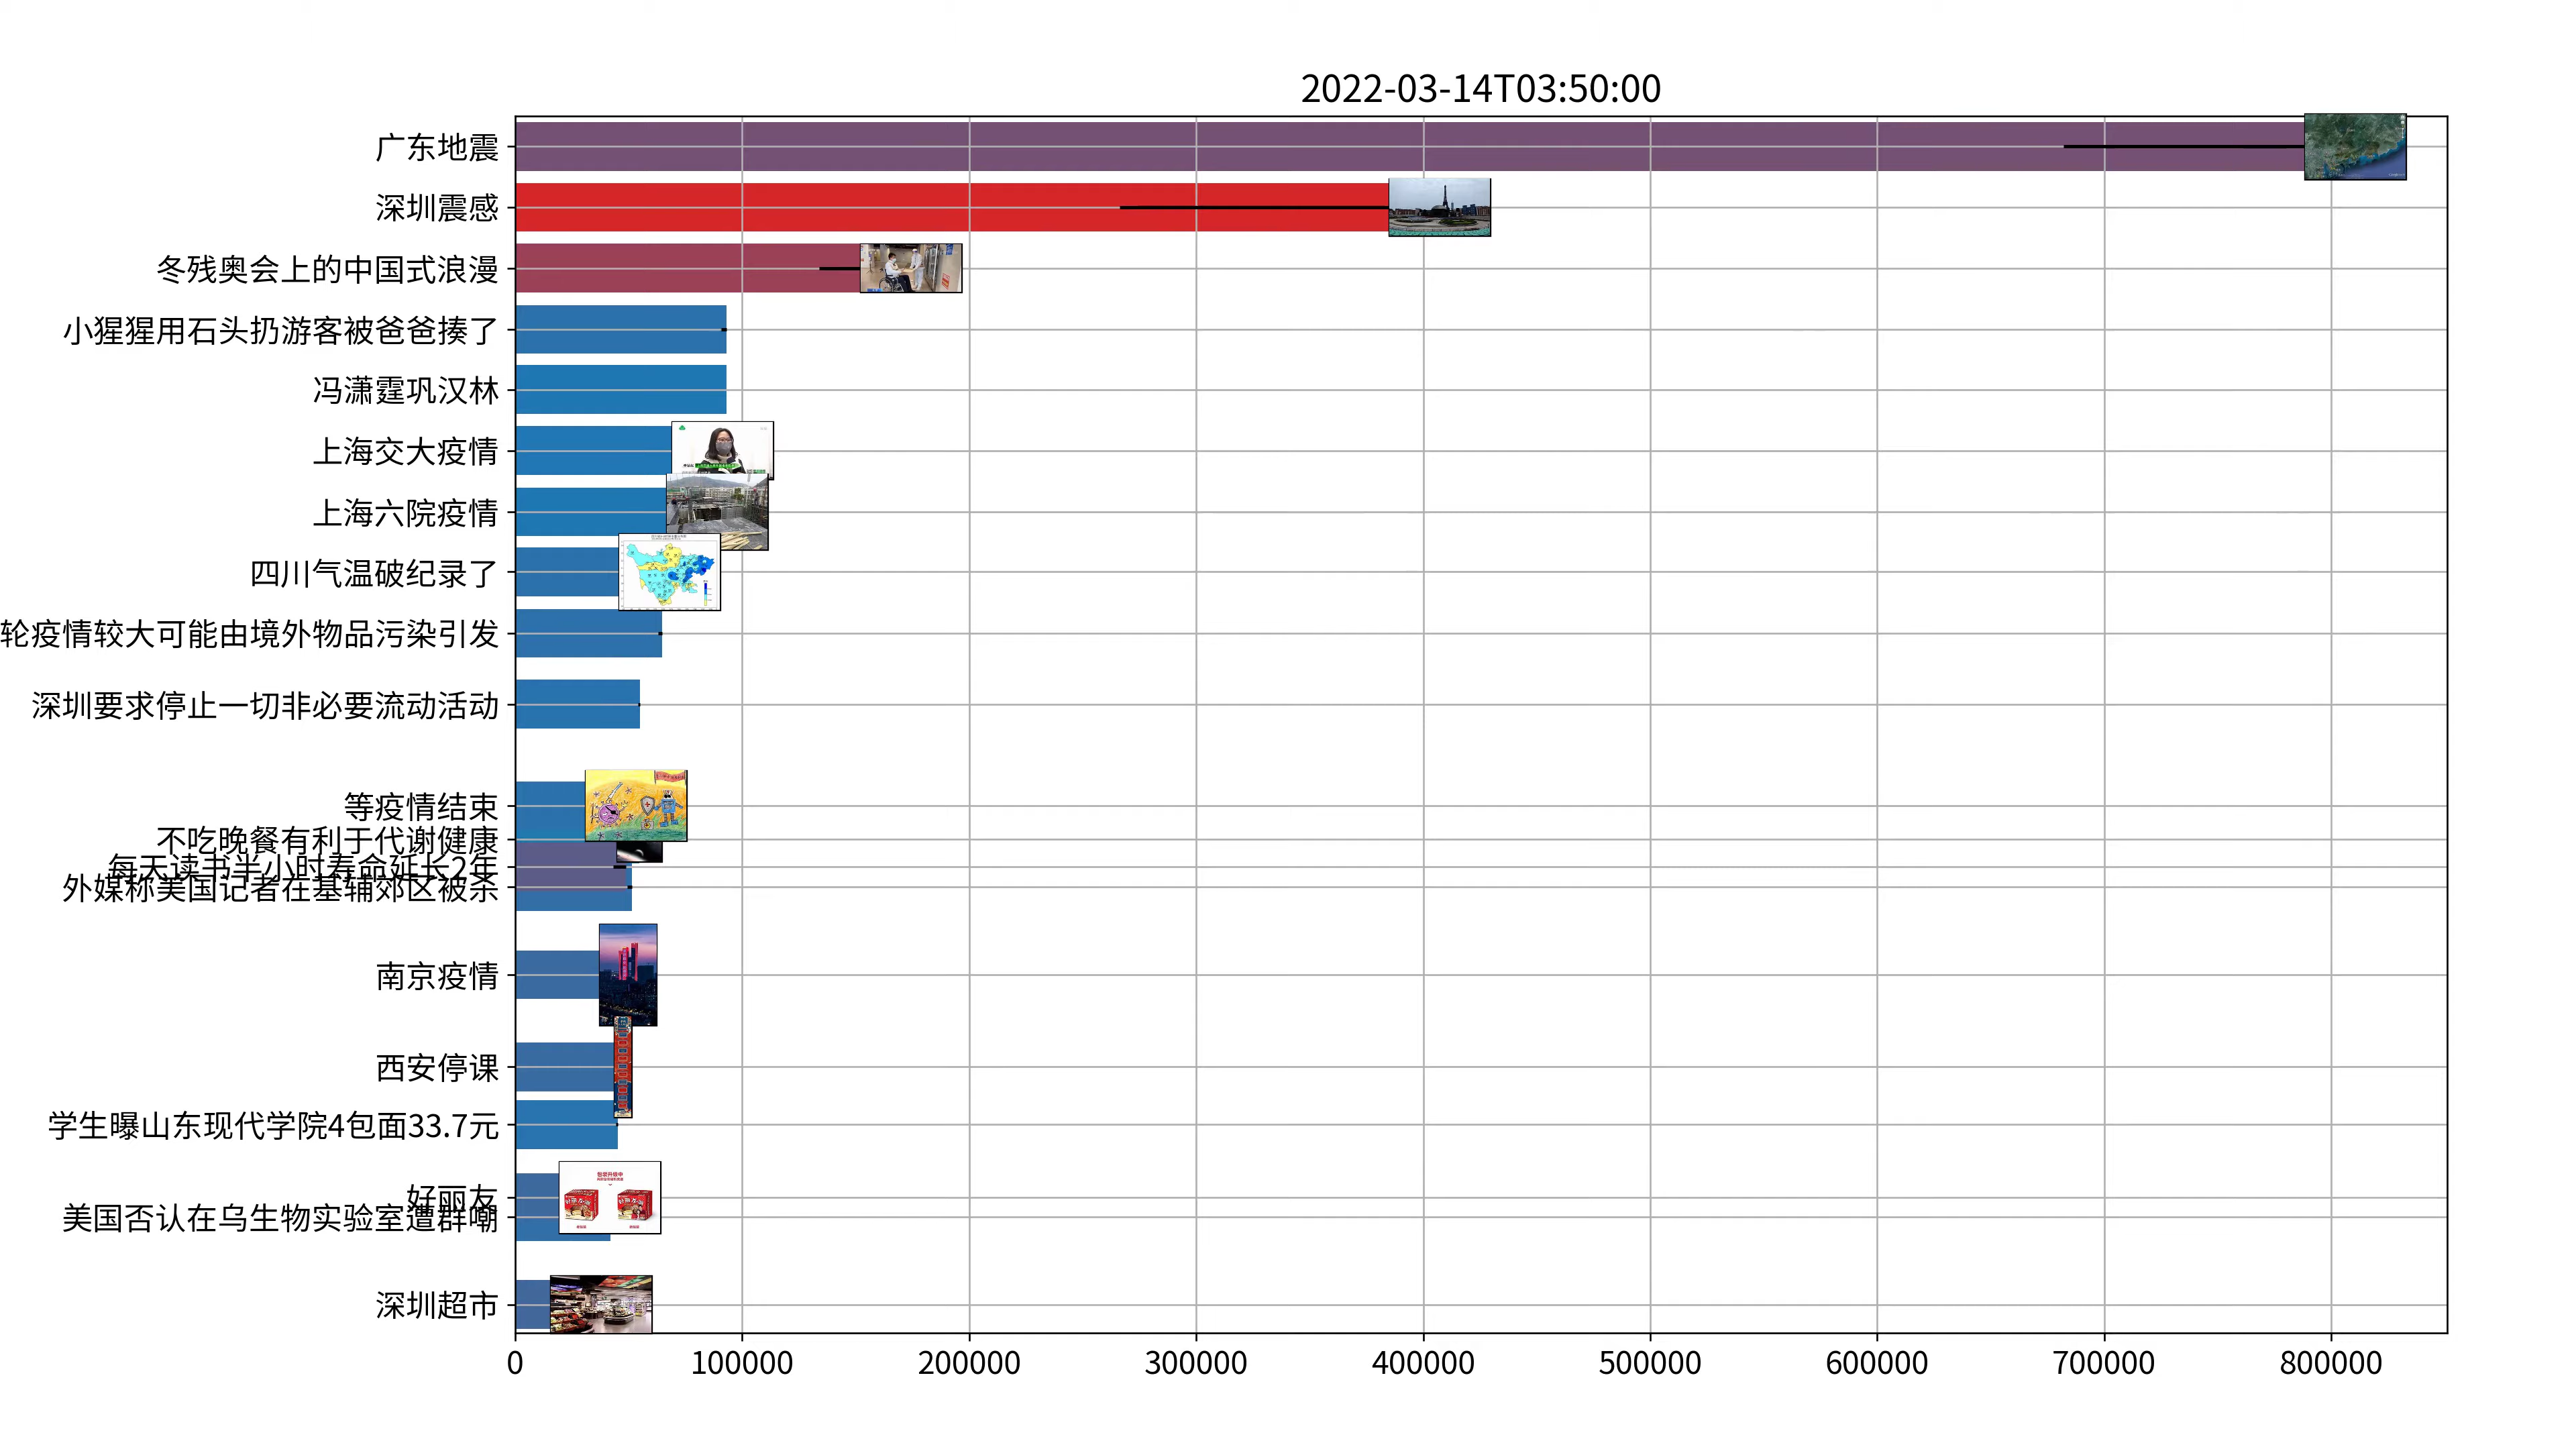 2022-03-14T03:50:00
广东地震
深圳震感
冬残奥会上的中国式浪漫
小猩猩用石头扔游客被爸爸揍了
冯潇霆巩汉林
上海交大疫情
上海六院疫情
四川气温破纪录了
轮疫情较大可能由境外物品污染引发
深圳要求停止一切非必要流动活动
等疫情结束
不吃晚餐有利于代谢健康
每天读书半小时寿命延长2年
外媒称美国记者在基辅郊区被杀
南京疫情
西安停课
学生曝山东现代学院4包面33.7元
好丽友
美国否认在乌生物实验室遭群嘲
深圳超市
0 100000 200000 300000 400000 500000 600000 700000 800000